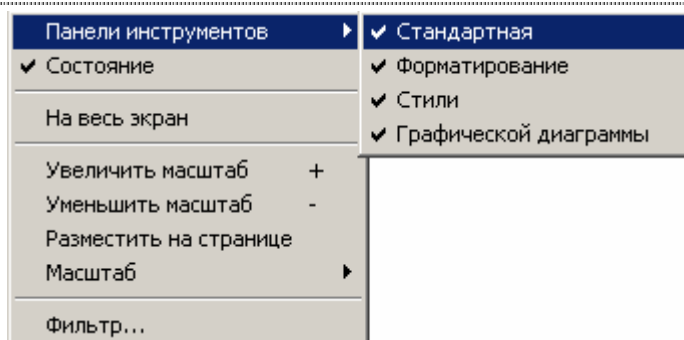 Панели инструментов
Состояние
На весь экран
Увеличить масштаб +
Уменьшить масштаб -
Разместить на странице
Масштаб
Фильтр...
Стандартная
Форматирование
Стили
Графической диаграммы